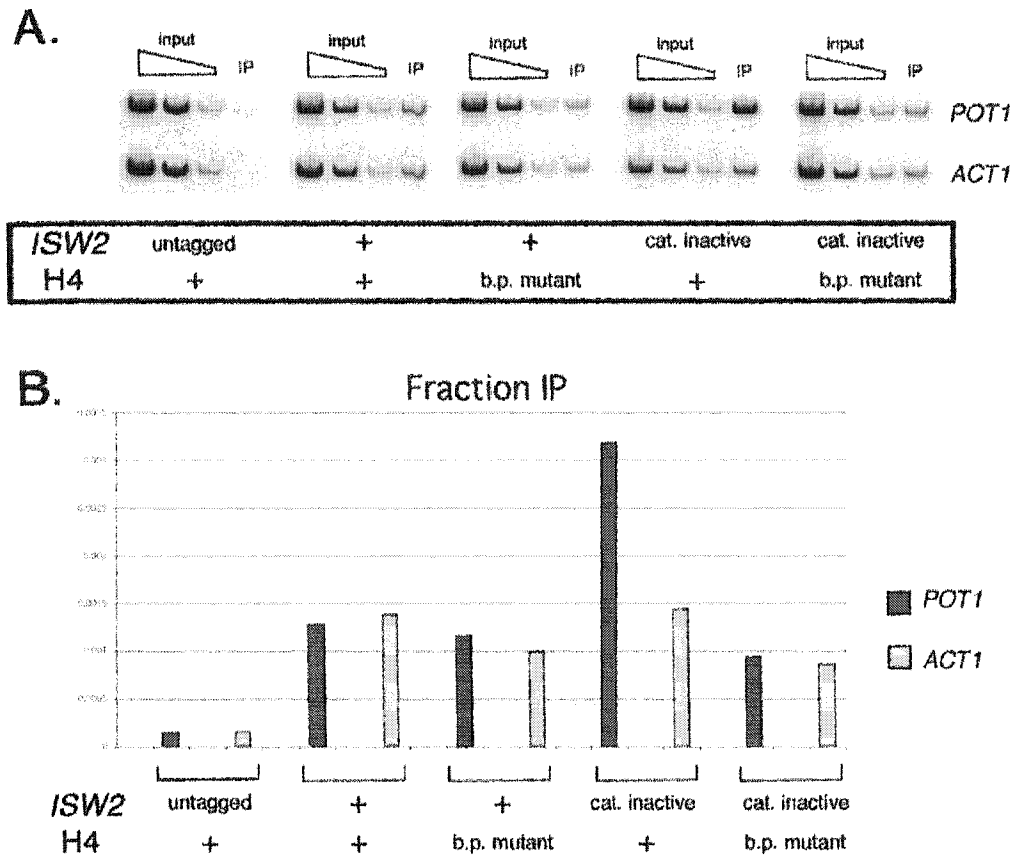 A.
input IP input IP input IP input IP input IP
POT1
ACT1
ISW2 untagged + + cat. inactive cat. inactive
H4 + + b.p. mutant + b.p. mutant
B.
Fraction IP
POT1
ACT1
ISW2 untagged + + cat. inactive cat. inactive
H4 + + b.p. mutant + b.p. mutant